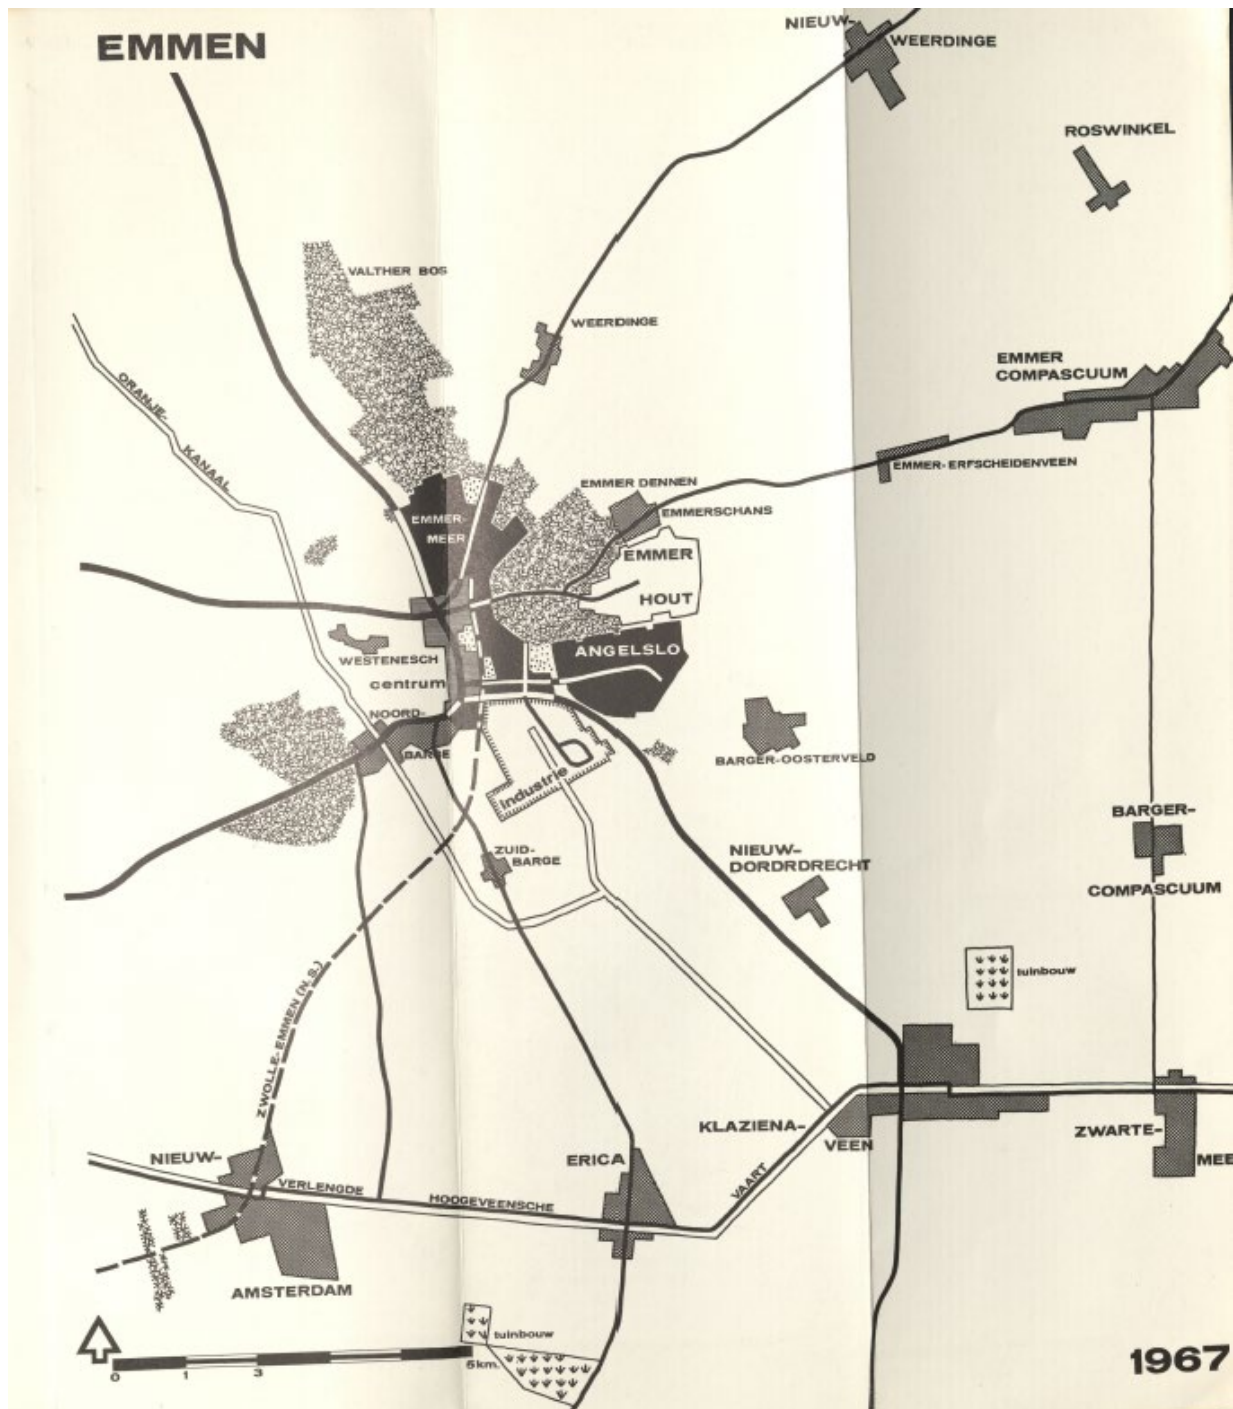 EMMEN
NIEUW-
WEERDINGE
ROSWINKEL
VALTHER BOS
WEERDINGE
ORANJE-
KANAAL
EMMER
COMPASCUUM
EMMER-ERFSCHEIDENVEEN
EMMER DENNEN
EMMERSCHANS
EMMER-
MEER
EMMER
HOUT
ANGELSLO
WESTENESCH
centrum
NOORD-
BARGE
industrie
BARGER-OOSTERVELD
ZUID-
BARGE
NIEUW-
DORDRDRECHT
BARGER-
COMPASCUUM
tuinbouw
ZWOLLE-EMMEN (N.S.)
KLAZIENA-
VEEN
ZWARTE-
MEE
NIEUW-
AMSTERDAM
VERLENGDE
HOOGEVEENSCHE
VAART
ERICA
tuinbouw
0 1 3 5km.
1967